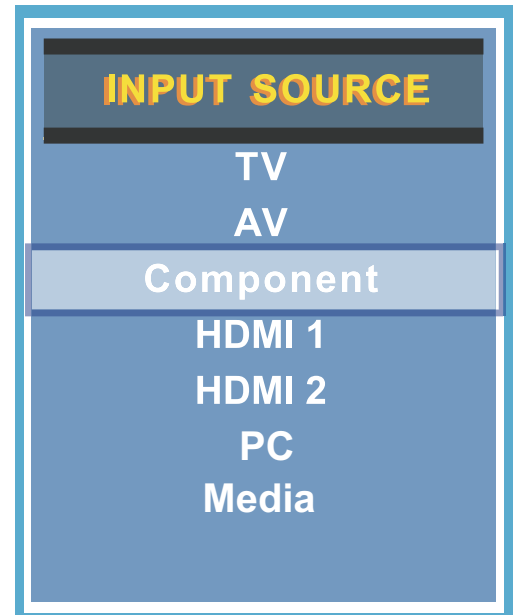 INPUT SOURCE
TV
AV
Component
HDMI 1
HDMI 2
PC
Media